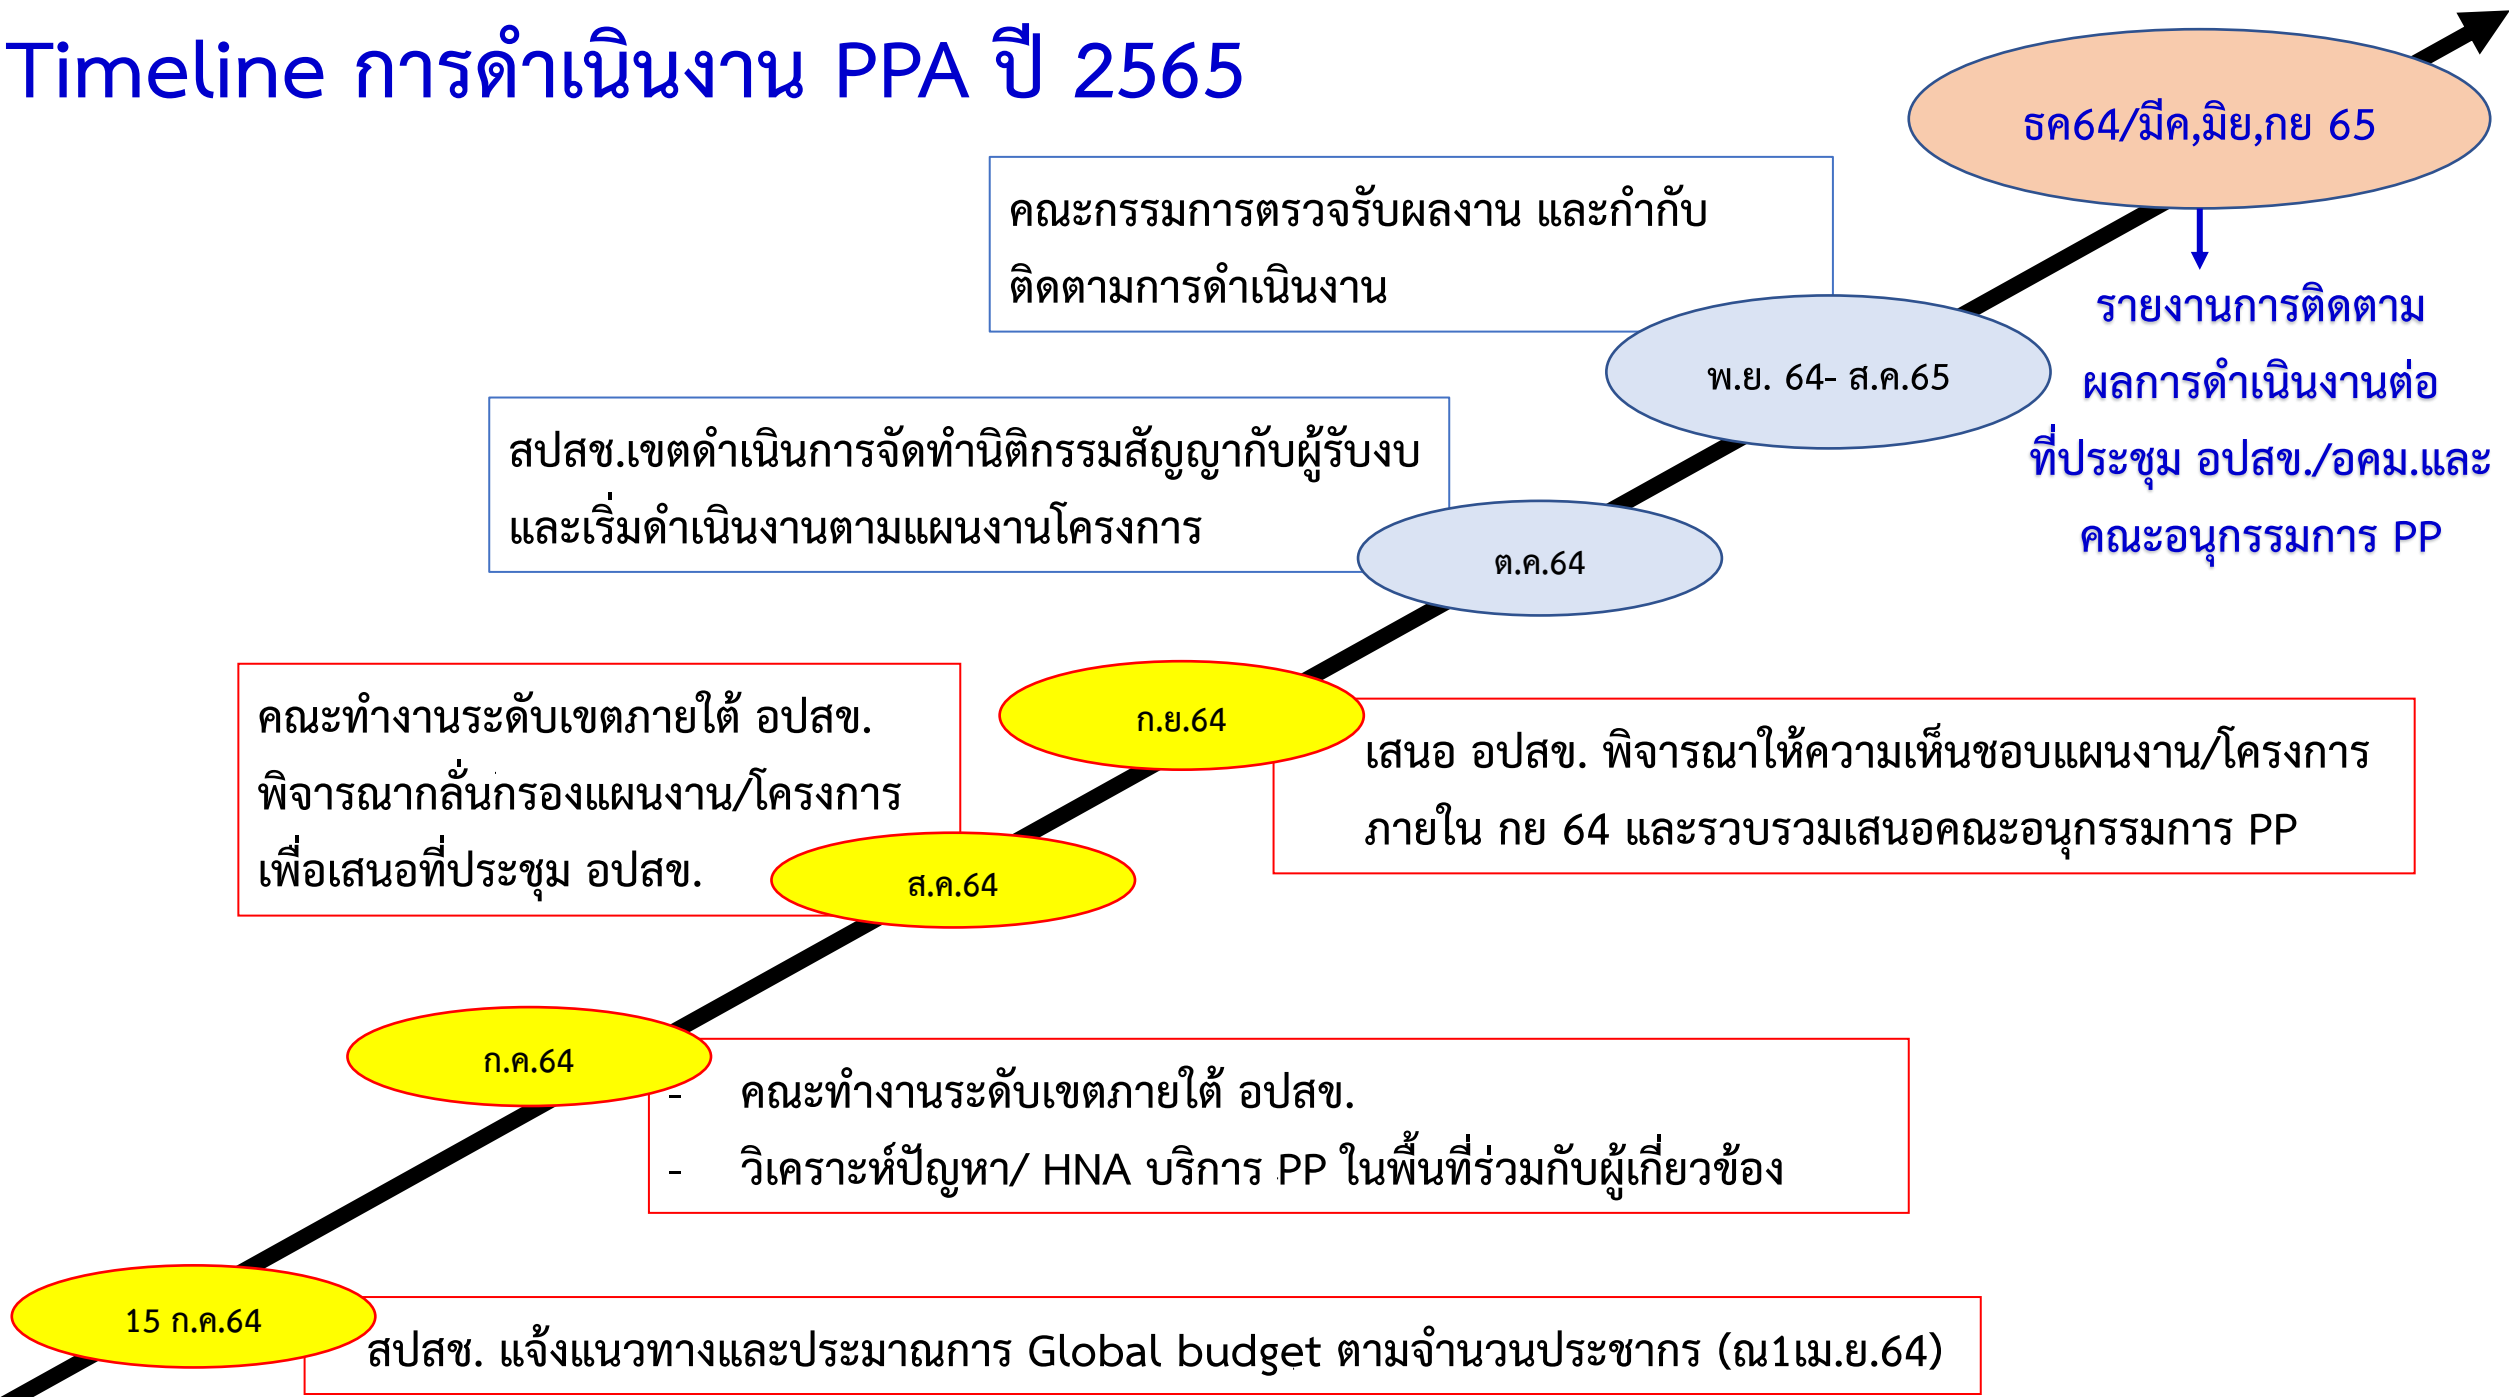 Timeline การดำเนินงาน PPA ปี 2565
ธค64/มีค,มิย,กย 65
คณะกรรมการตรวจรับผลงาน และกำกับ
ติดตามการดำเนินงาน
พ.ย. 64- ส.ค.65
รายงานการติดตาม
ผลการดำเนินงานต่อ
ที่ประชุม อปสข./อคม.และ
คณะอนุกรรมการ PP
สปสช.เขตดำเนินการจัดทำนิติกรรมสัญญากับผู้รับงบ
และเริ่มดำเนินงานตามแผนงานโครงการ
ต.ค.64
ก.ย.64
เสนอ อปสข. พิจารณาให้ความเห็นชอบแผนงาน/โครงการ
ภายใน กย 64 และรวบรวมเสนอคณะอนุกรรมการ PP
คณะทำงานระดับเขตภายใต้ อปสข.
พิจารณากลั่นกรองแผนงาน/โครงการ
เพื่อเสนอที่ประชุม อปสข.
ส.ค.64
ก.ค.64
- คณะทำงานระดับเขตภายใต้ อปสข.
- วิเคราะห์ปัญหา/ HNA บริการ PP ในพื้นที่ร่วมกับผู้เกี่ยวข้อง
15 ก.ค.64
สปสช. แจ้งแนวทางและประมาณการ Global budget ตามจำนวนประชากร (ณ1เม.ย.64)